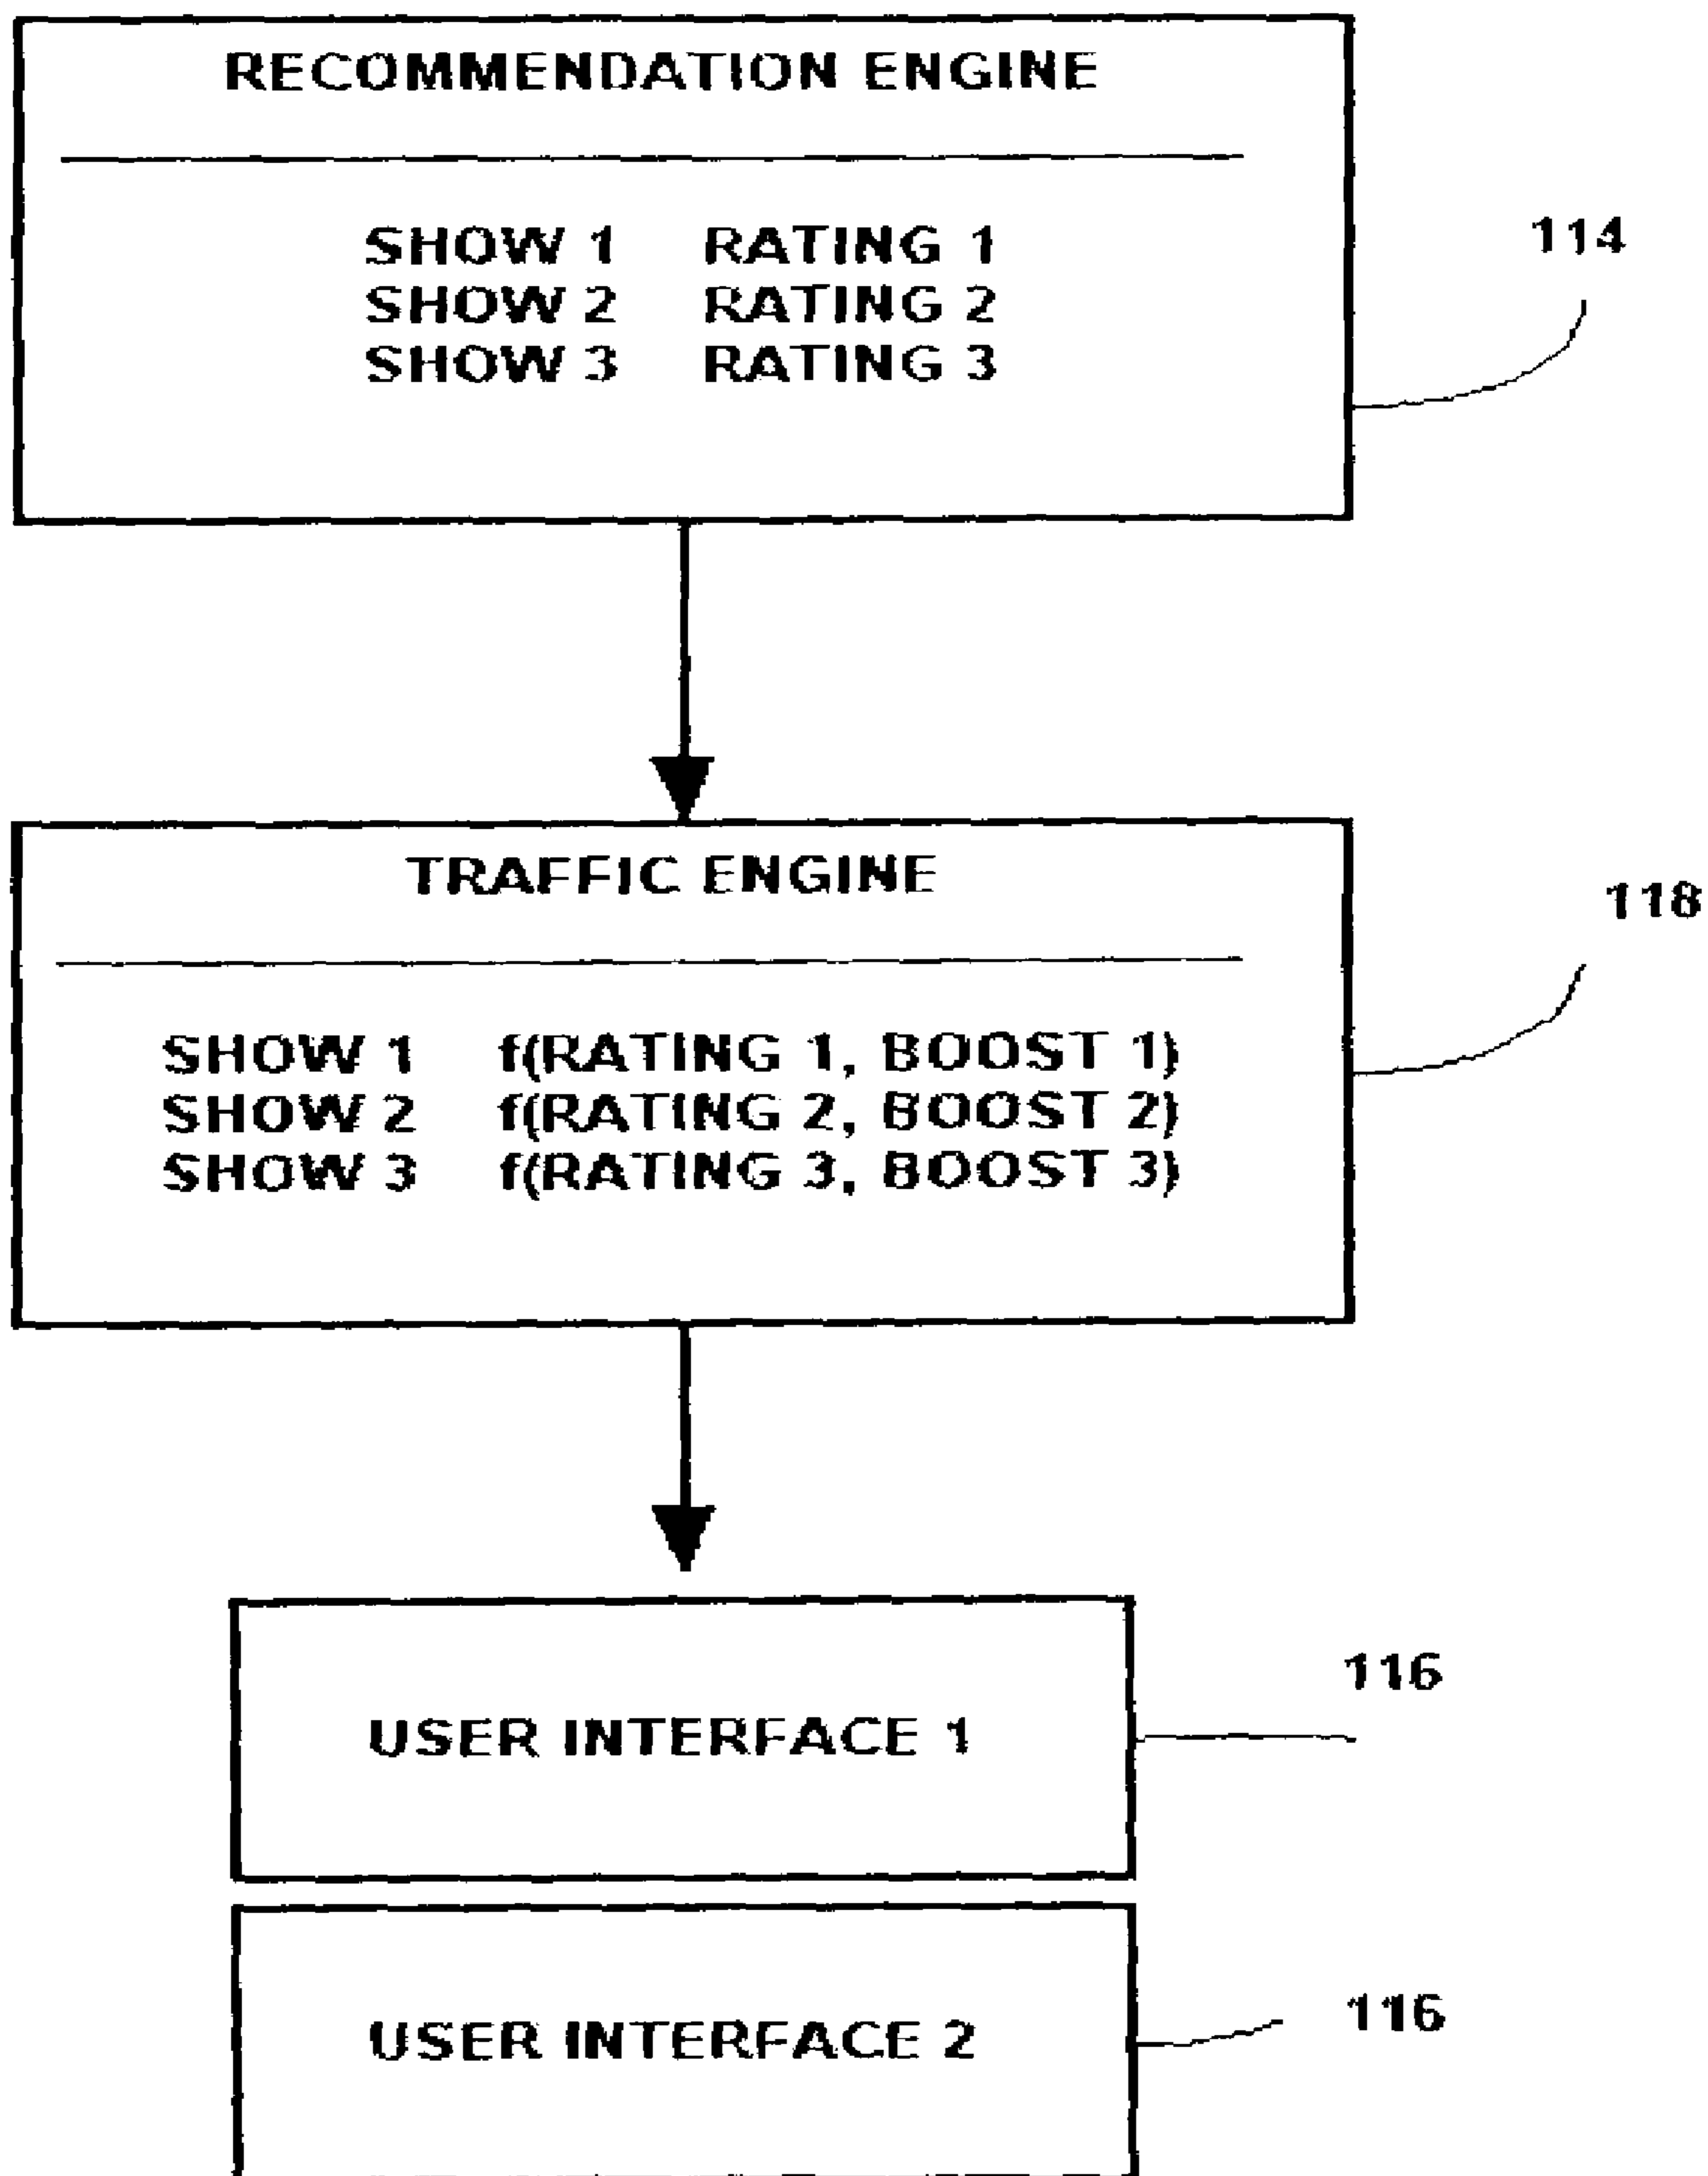 RECOMMENDATION ENGINE
SHOW 1 RATING 1
SHOW 2 RATING 2
SHOW 3 RATING 3
114
TRAFFIC ENGINE
118
SHOW 1 f(RATING 1, BOOST 1)
SHOW 2 f(RATING 2, BOOST 2)
SHOW 3 f(RATING 3, BOOST 3)
USER INTERFACE 1
116
USER INTERFACE 2
116